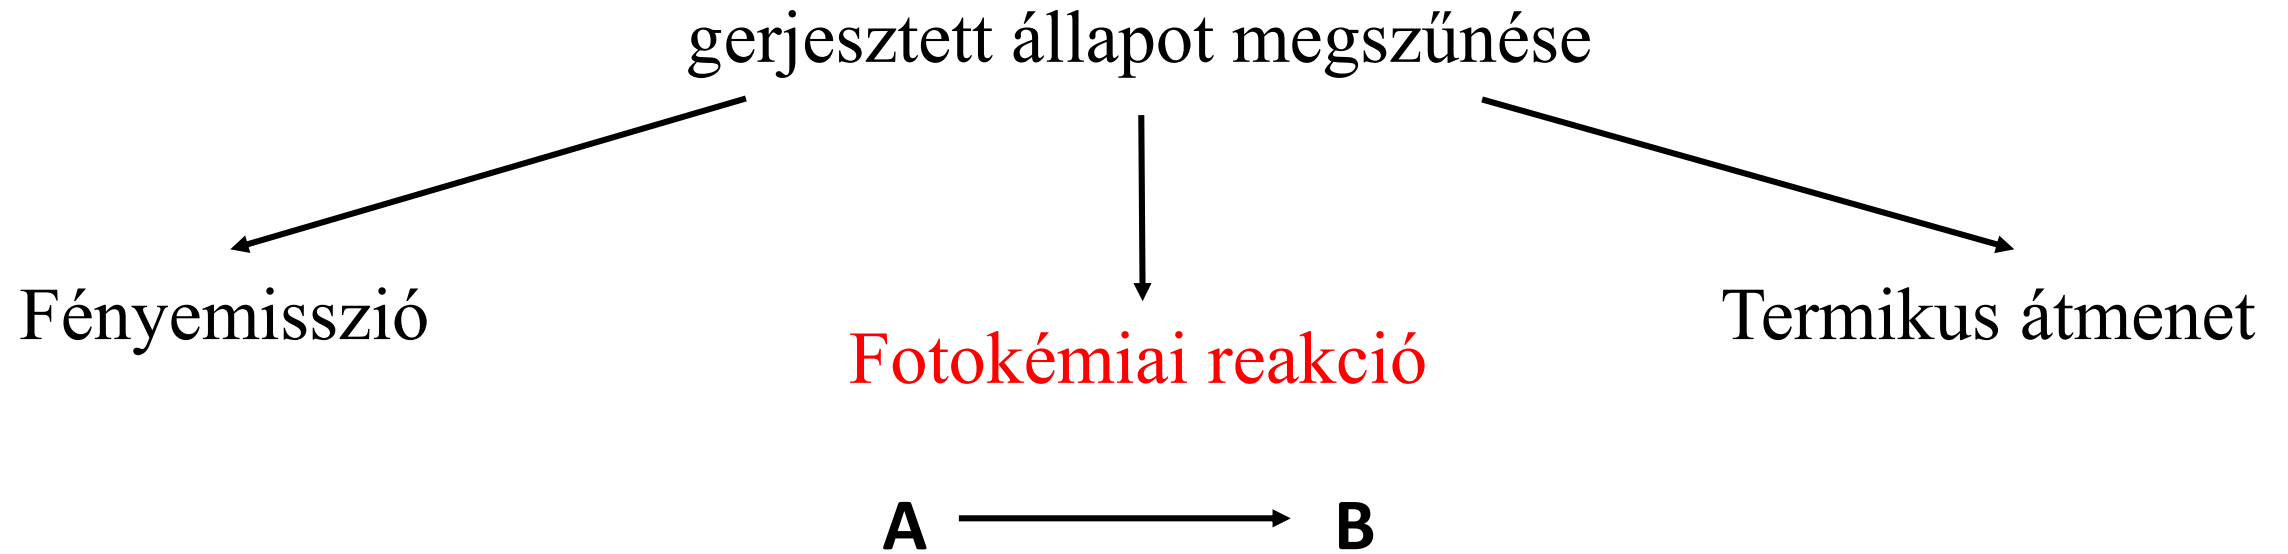 gerjesztett állapot megszűnése
Fényemisszió
Fotokémiai reakció
Termikus átmenet
A
B